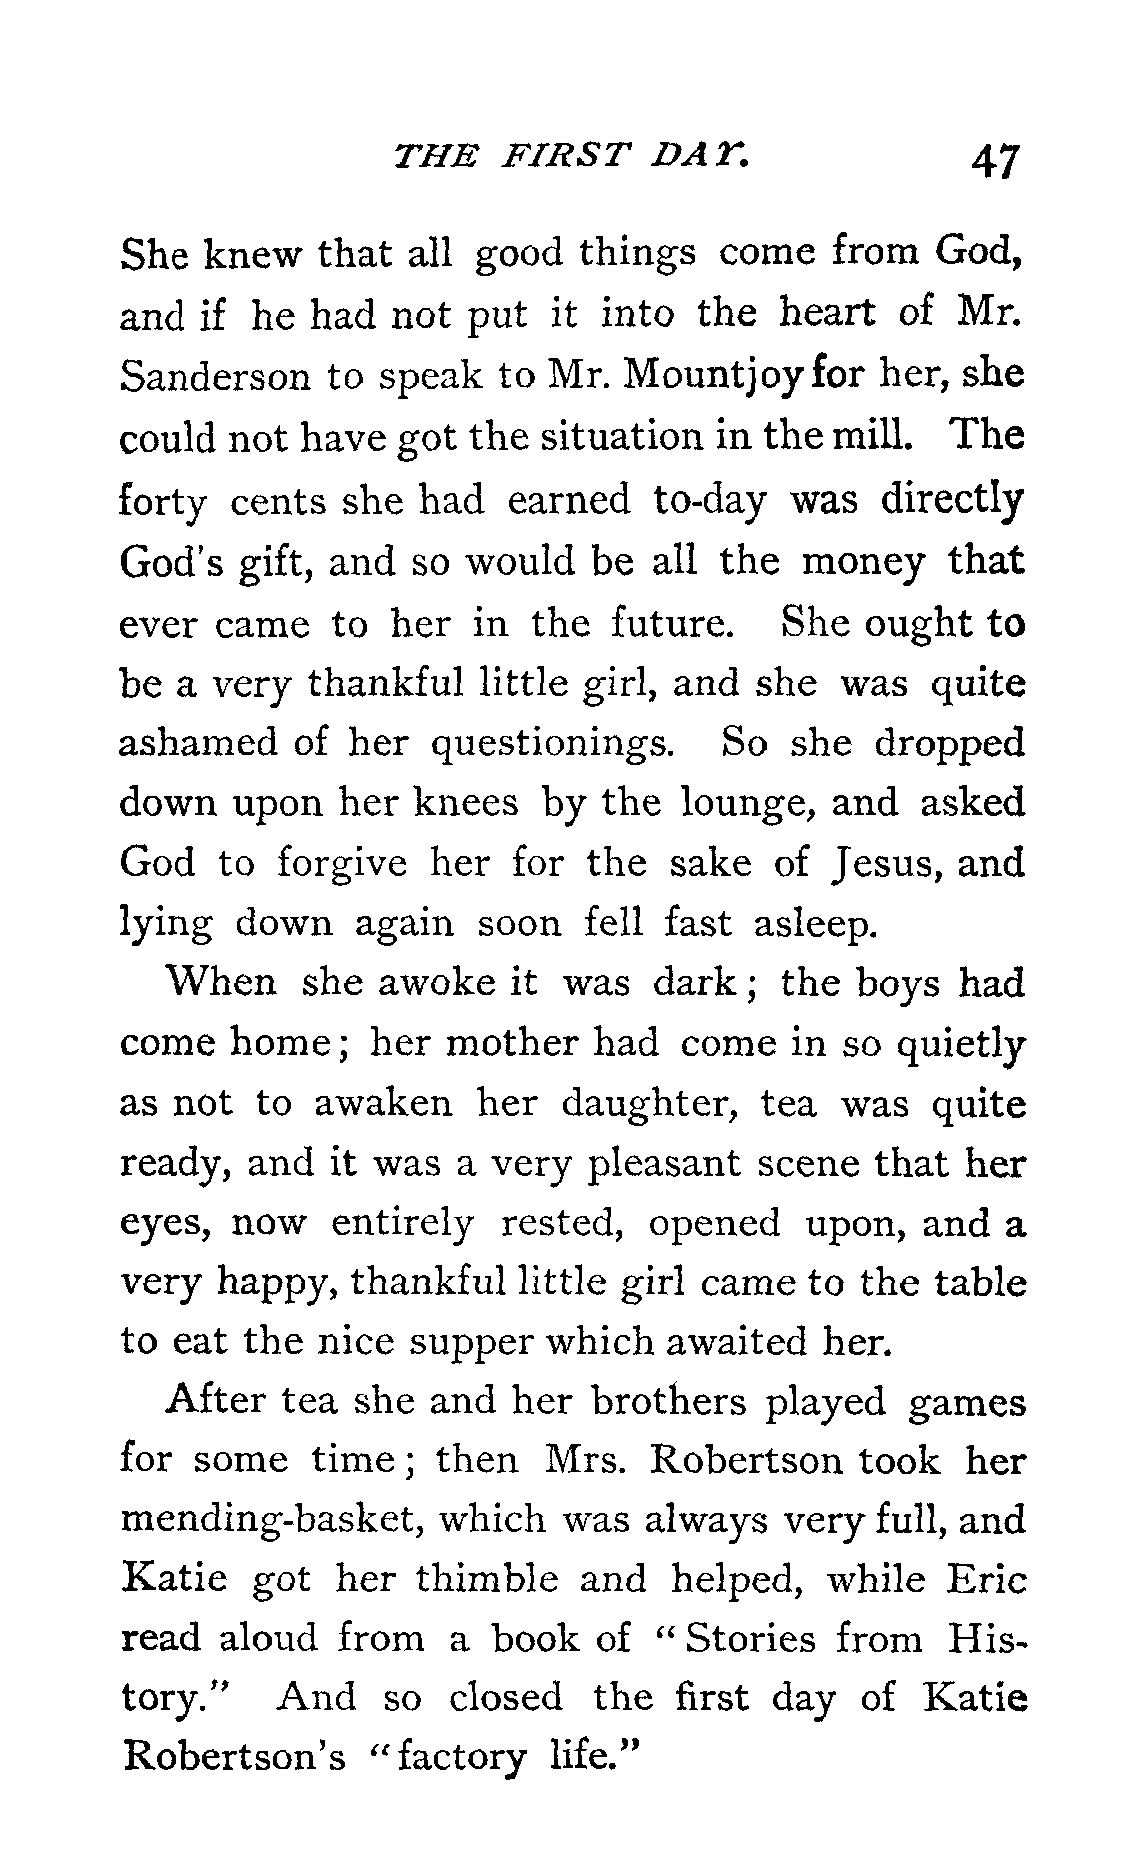 THE FIRST DAY. 47
She knew that all good things come from God,
and if he had not put it into the heart of Mr.
Sanderson to speak to Mr. Mountjoy for her, she
could not have got the situation in the mill. The
forty cents she had earned to-day was directly
God's gift, and so would be all the money that
ever came to her in the future. She ought to
be a very thankful little girl, and she was quite
ashamed of her questionings. So she dropped
down upon her knees by the lounge, and asked
God to forgive her for the sake of Jesus, and
lying down again soon fell fast asleep.
When she awoke it was dark; the boys had
come home; her mother had come in so quietly
as not to awaken her daughter, tea was quite
ready, and it was a very pleasant scene that her
eyes, now entirely rested, opened upon, and a
very happy, thankful little girl came to the table
to eat the nice supper which awaited her.
After tea she and her brothers played games
for some time; then Mrs. Robertson took her
mending-basket, which was always very full, and
Katie got her thimble and helped, while Eric
read aloud from a book of "Stories from His-
tory." And so closed the first day of Katie
Robertson's "factory life."